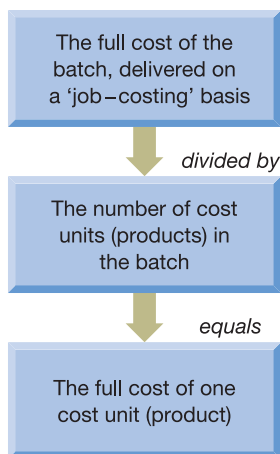 The full cost of the
batch, delivered on
a ‘job–costing’ basis
divided by
The number of cost
units (products) in
the batch
equals
The full cost of one
cost unit (product)